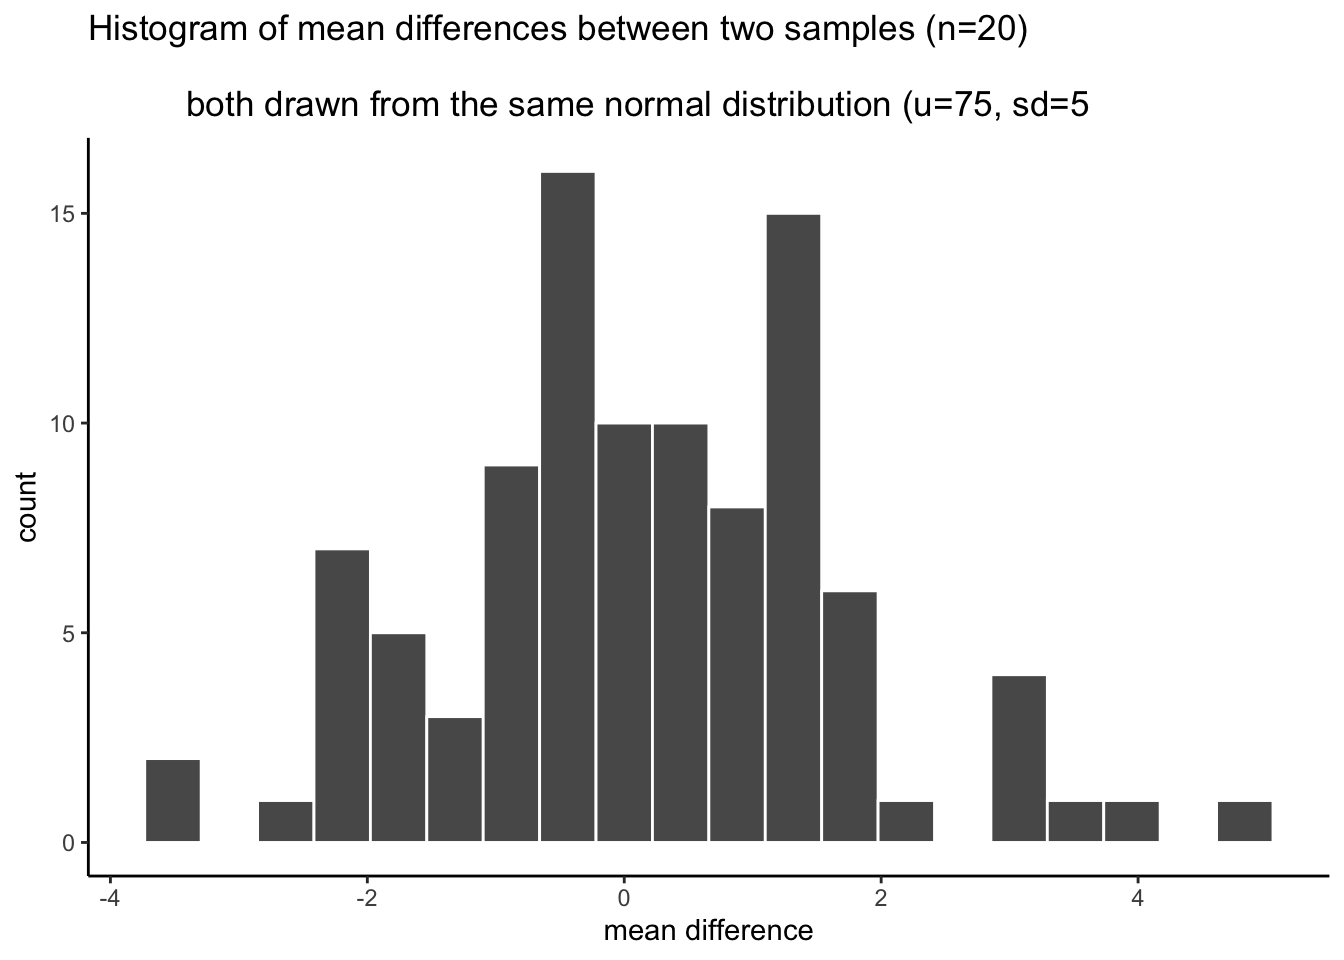 Histogram of mean differences between two samples (n=20)
both drawn from the same normal distribution (u=75, sd=5
15
10
5
0
count
-4 -2 0 2 4
mean difference